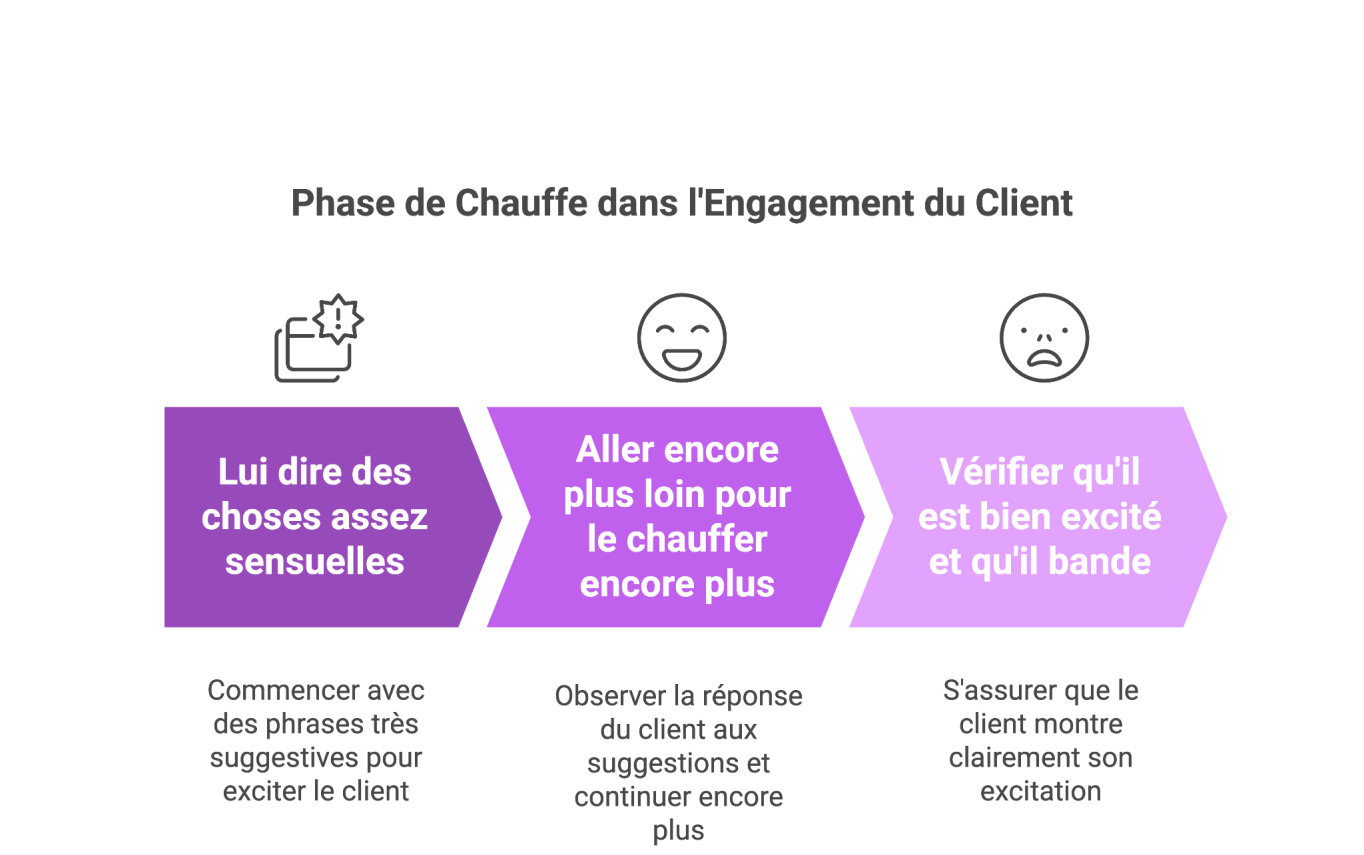 Phase de Chauffe dans l'Engagement du Client
Lui dire des
choses assez
sensuelles
Aller encore
plus loin pour
le chauffer
encore plus
Vérifier qu'il
est bien excité
et qu'il bande
Commencer avec
des phrases très
suggestives pour
exciter le client
Observer la réponse
du client aux
suggestions et
continuer encore
plus
S'assurer que le
client montre
clairement son
excitation